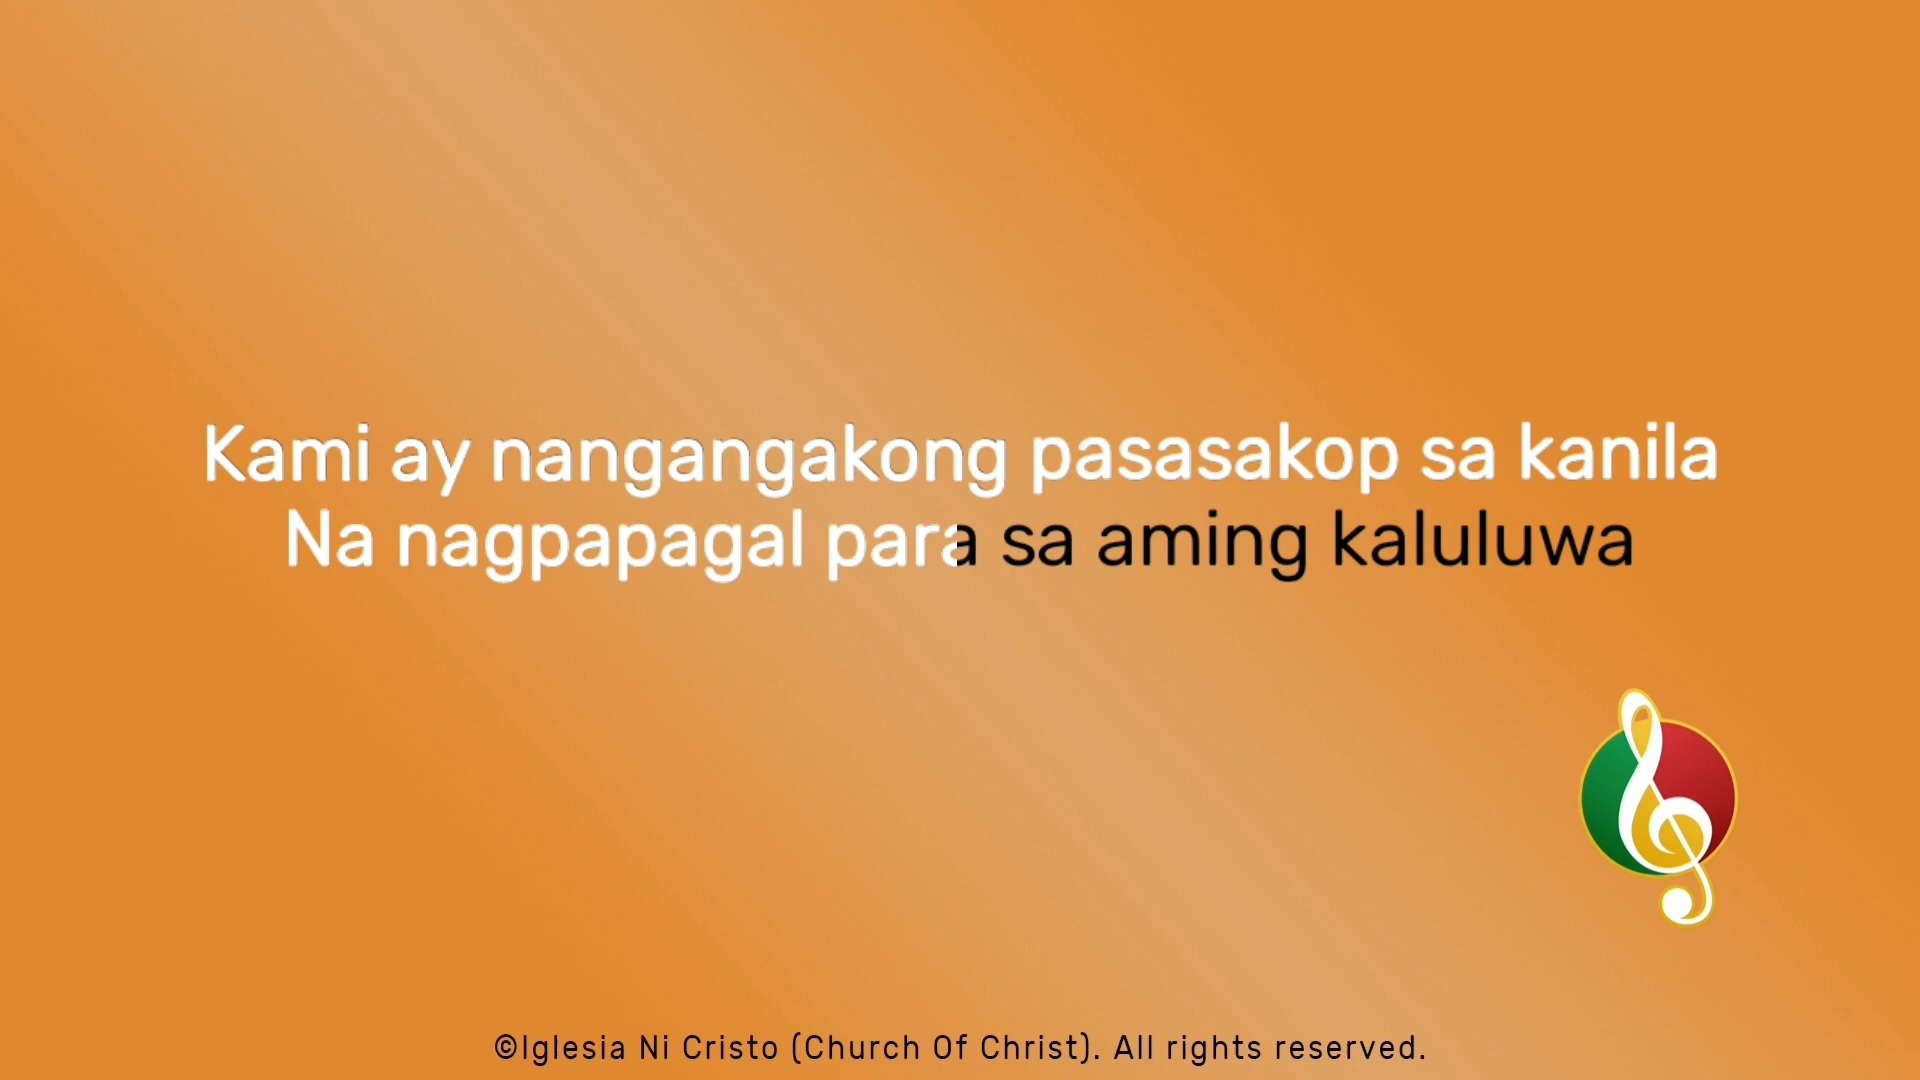 Kami ay nangangakong pasasakop sa kanila
Na nagpapagal para sa aming kaluluwa
©Iglesia Ni Cristo (Church Of Christ). All rights reserved.